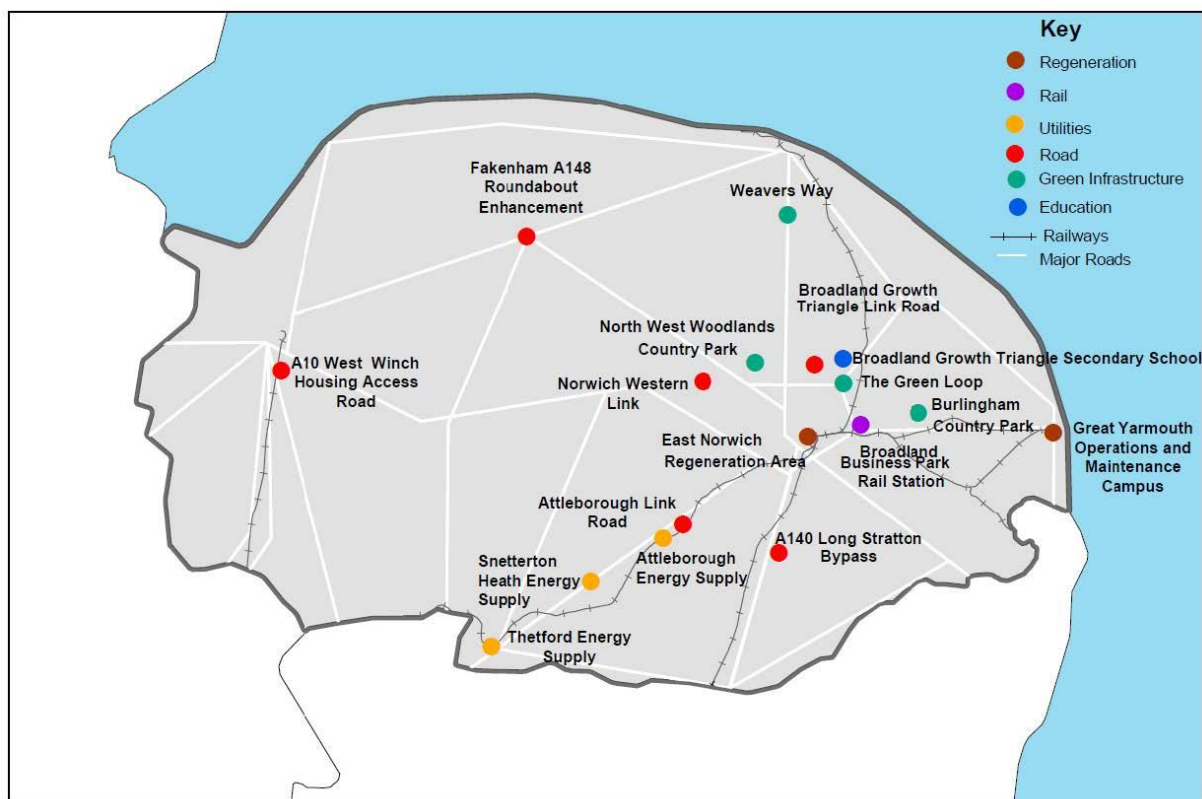 Key
Regeneration
Rail
Utilities
Road
Green Infrastructure
Education
Railways
Major Roads
Fakenham A148
Roundabout
Enhancement
Weavers Way
Broadland Growth
Triangle Link Road
North West Woodlands
Country Park
Broadland Growth Triangle Secondary School
A10 West Winch
Housing Access
Road
Norwich Western
Link
The Green Loop
Burlingham
Country Park
East Norwich
Regeneration Area
Broadland
Business Park
Rail Station
Great Yarmouth
Operations and
Maintenance
Campus
Attleborough Link
Road
A140 Long Stratton
Bypass
Attleborough
Energy Supply
Snetterton
Heath Energy
Supply
Thetford Energy
Supply